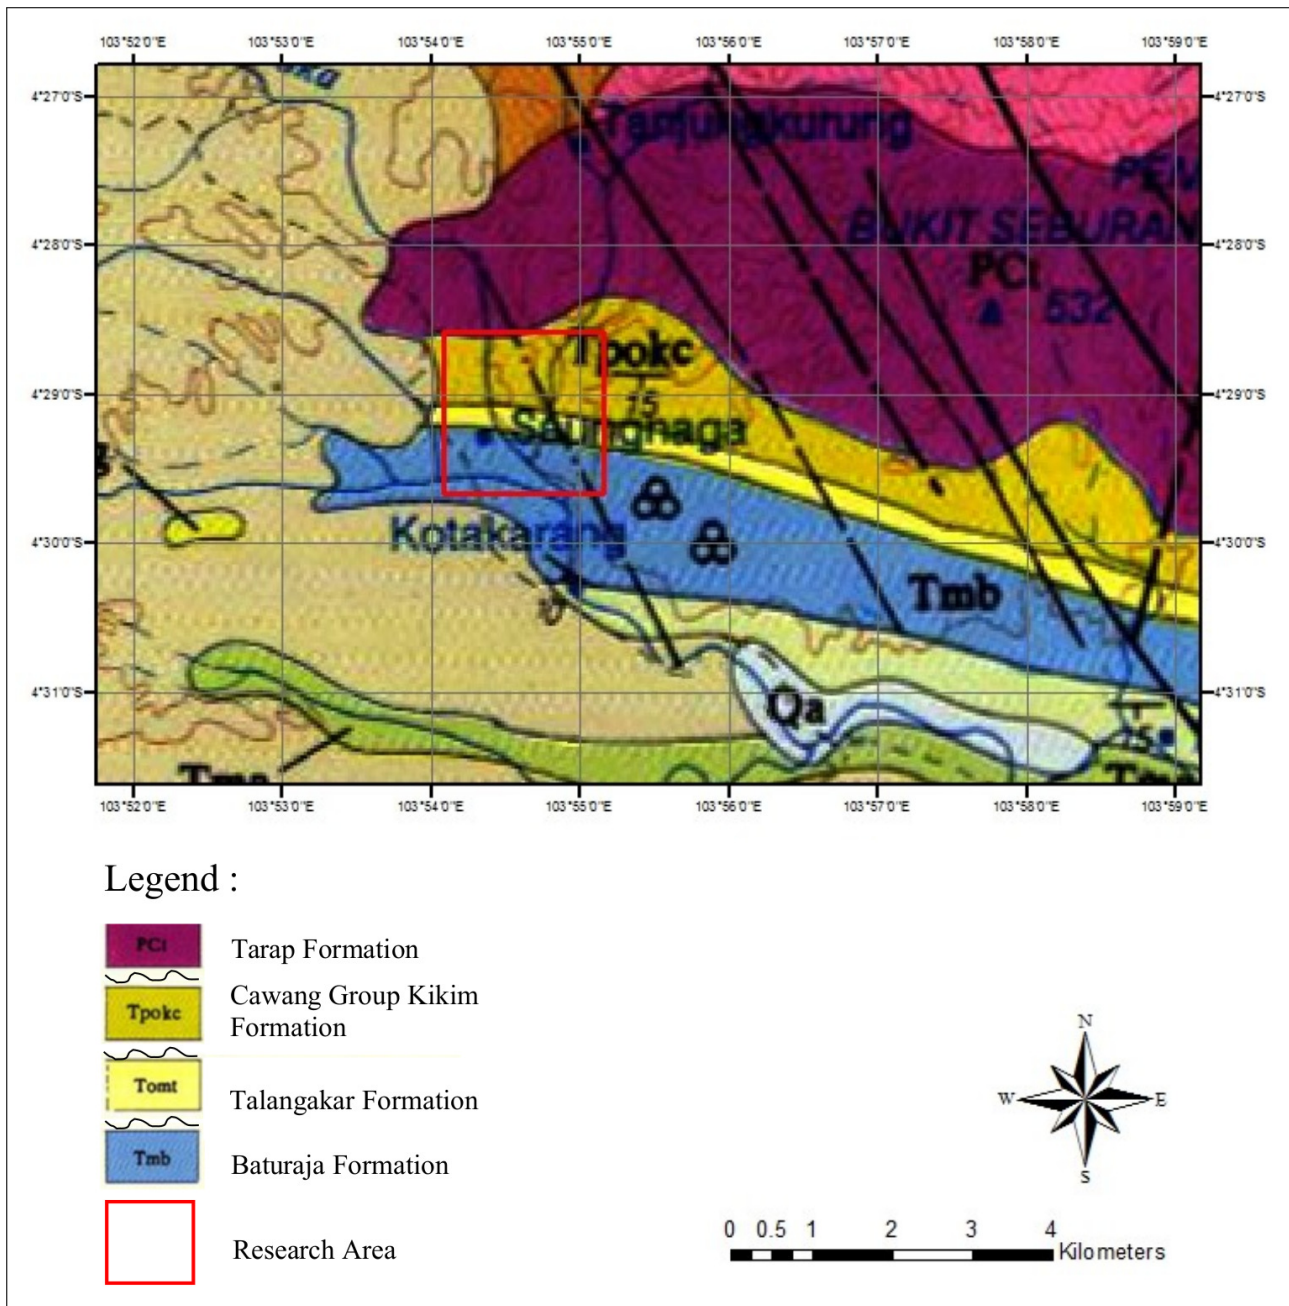 103°52'0"E 103°53'0"E 103°54'0"E 103°55'0"E 103°56'0"E 103°57'0"E 103°58'0"E 103°59'0"E
4°27'0"S 4°27'0"S
Tanjungkurung
BUKIT SEBURAN
4°28'0"S 4°28'0"S
PCt
532
Tpokc
4°29'0"S 15 4°29'0"S
Kotakarang
4°30'0"S 4°30'0"S
Tmb
4°31'0"S 4°31'0"S
Qa
15
103°52'0"E 103°53'0"E 103°54'0"E 103°55'0"E 103°56'0"E 103°57'0"E 103°58'0"E 103°59'0"E
Legend :
PCt Tarap Formation
Tpokc Cawang Group Kikim
Formation
Tomt Talangakar Formation
Tmb Baturaja Formation
Research Area
N
W E
S
0 0.5 1 2 3 4
Kilometers